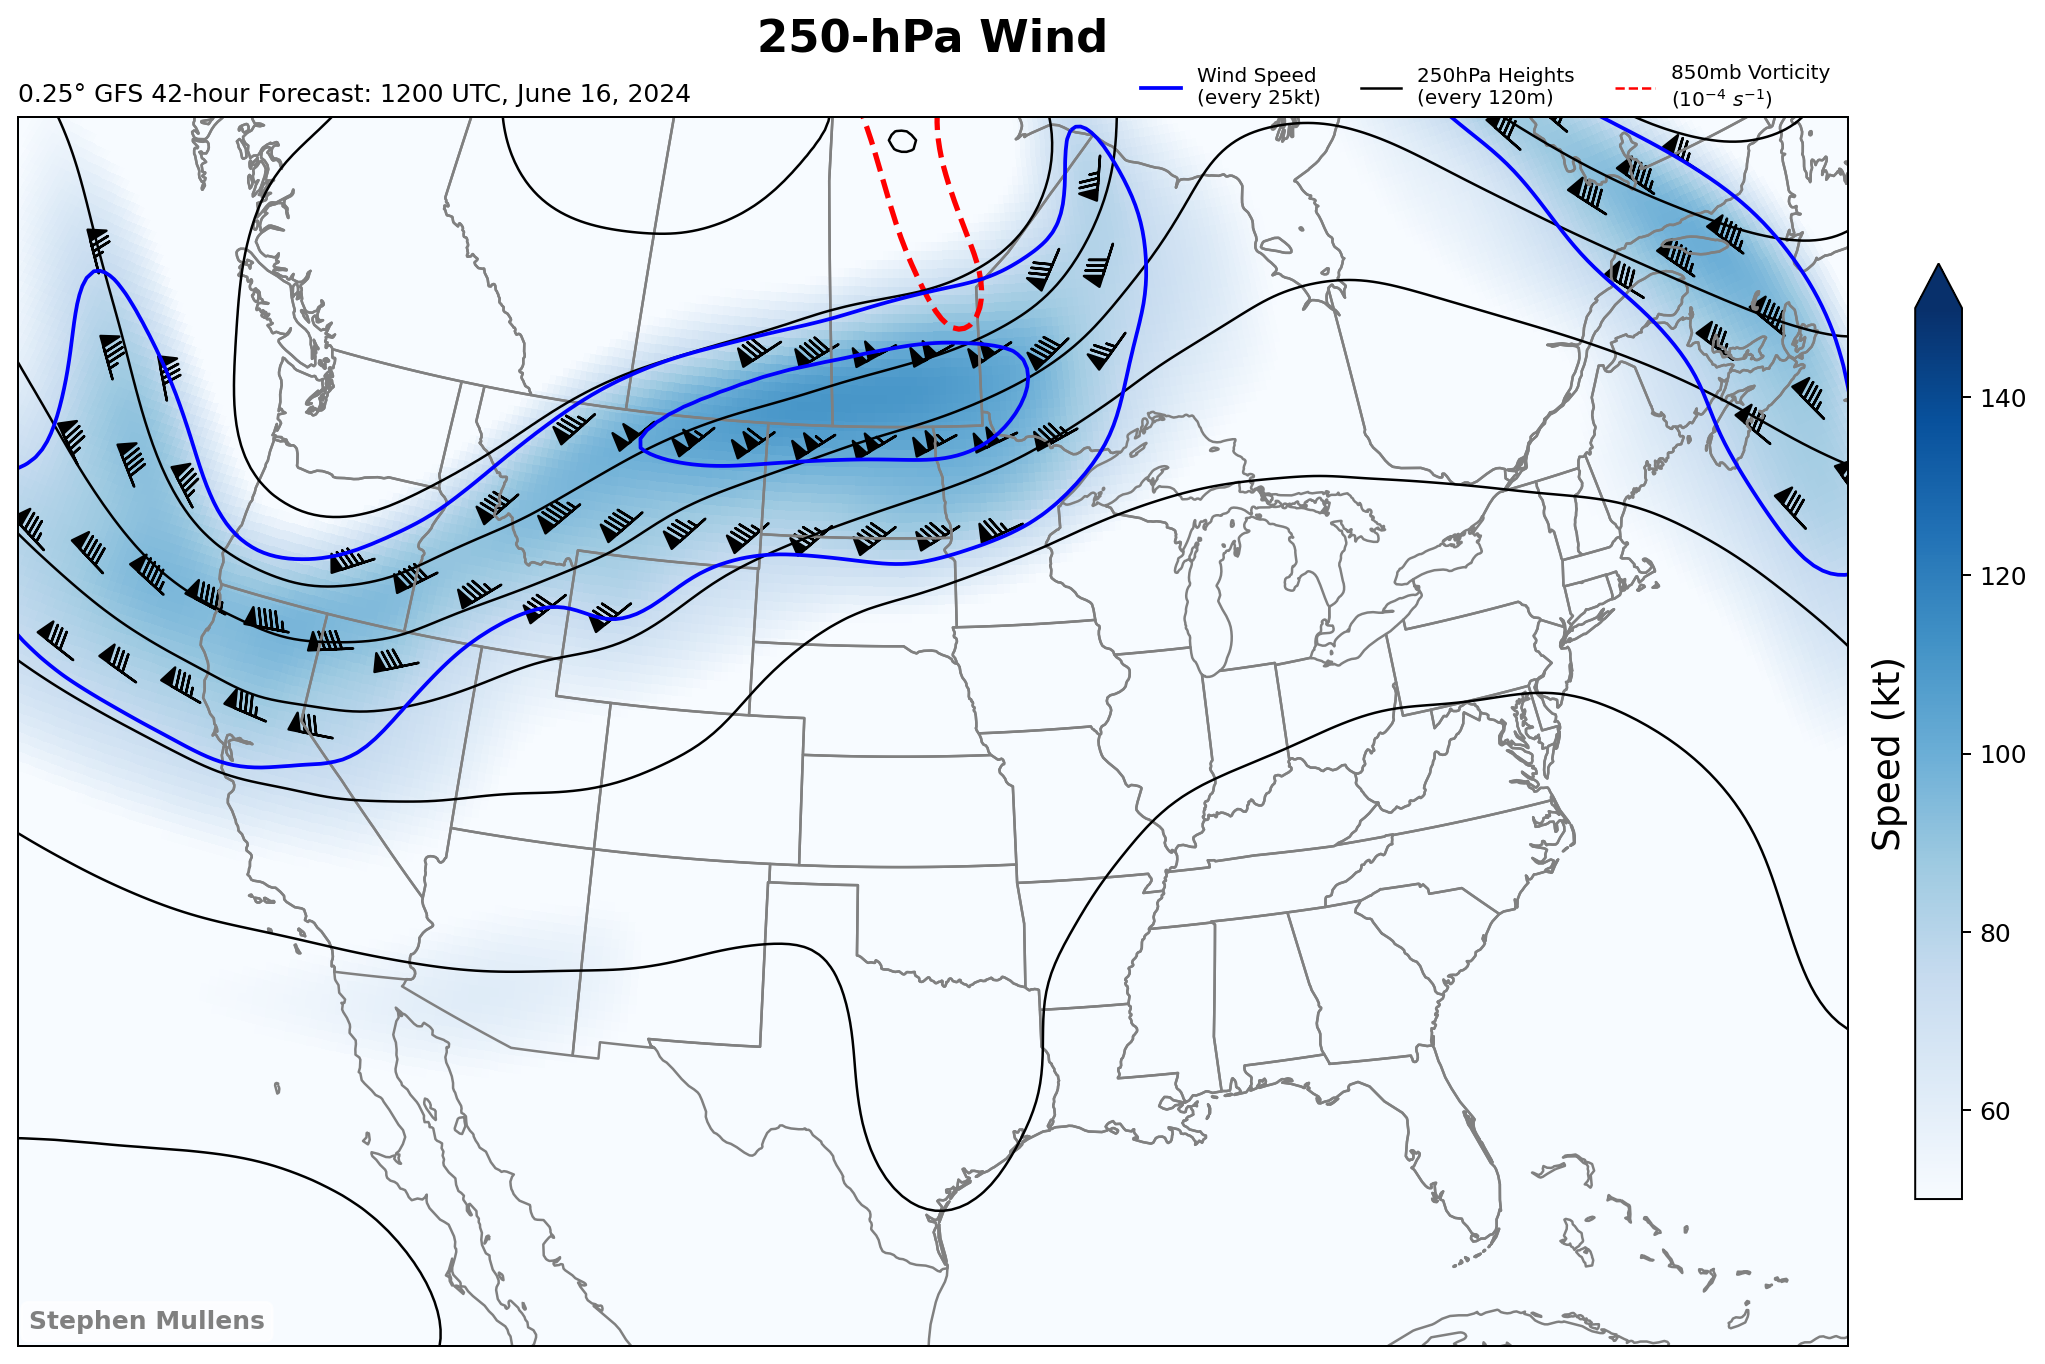 250-hPa Wind
0.25° GFS 42-hour Forecast: 1200 UTC, June 16, 2024
Wind Speed
(every 25kt)
250hPa Heights
(every 120m)
850mb Vorticity
(10⁻⁴ s⁻¹)
140
120
100
80
60
Speed (kt)
Stephen Mullens